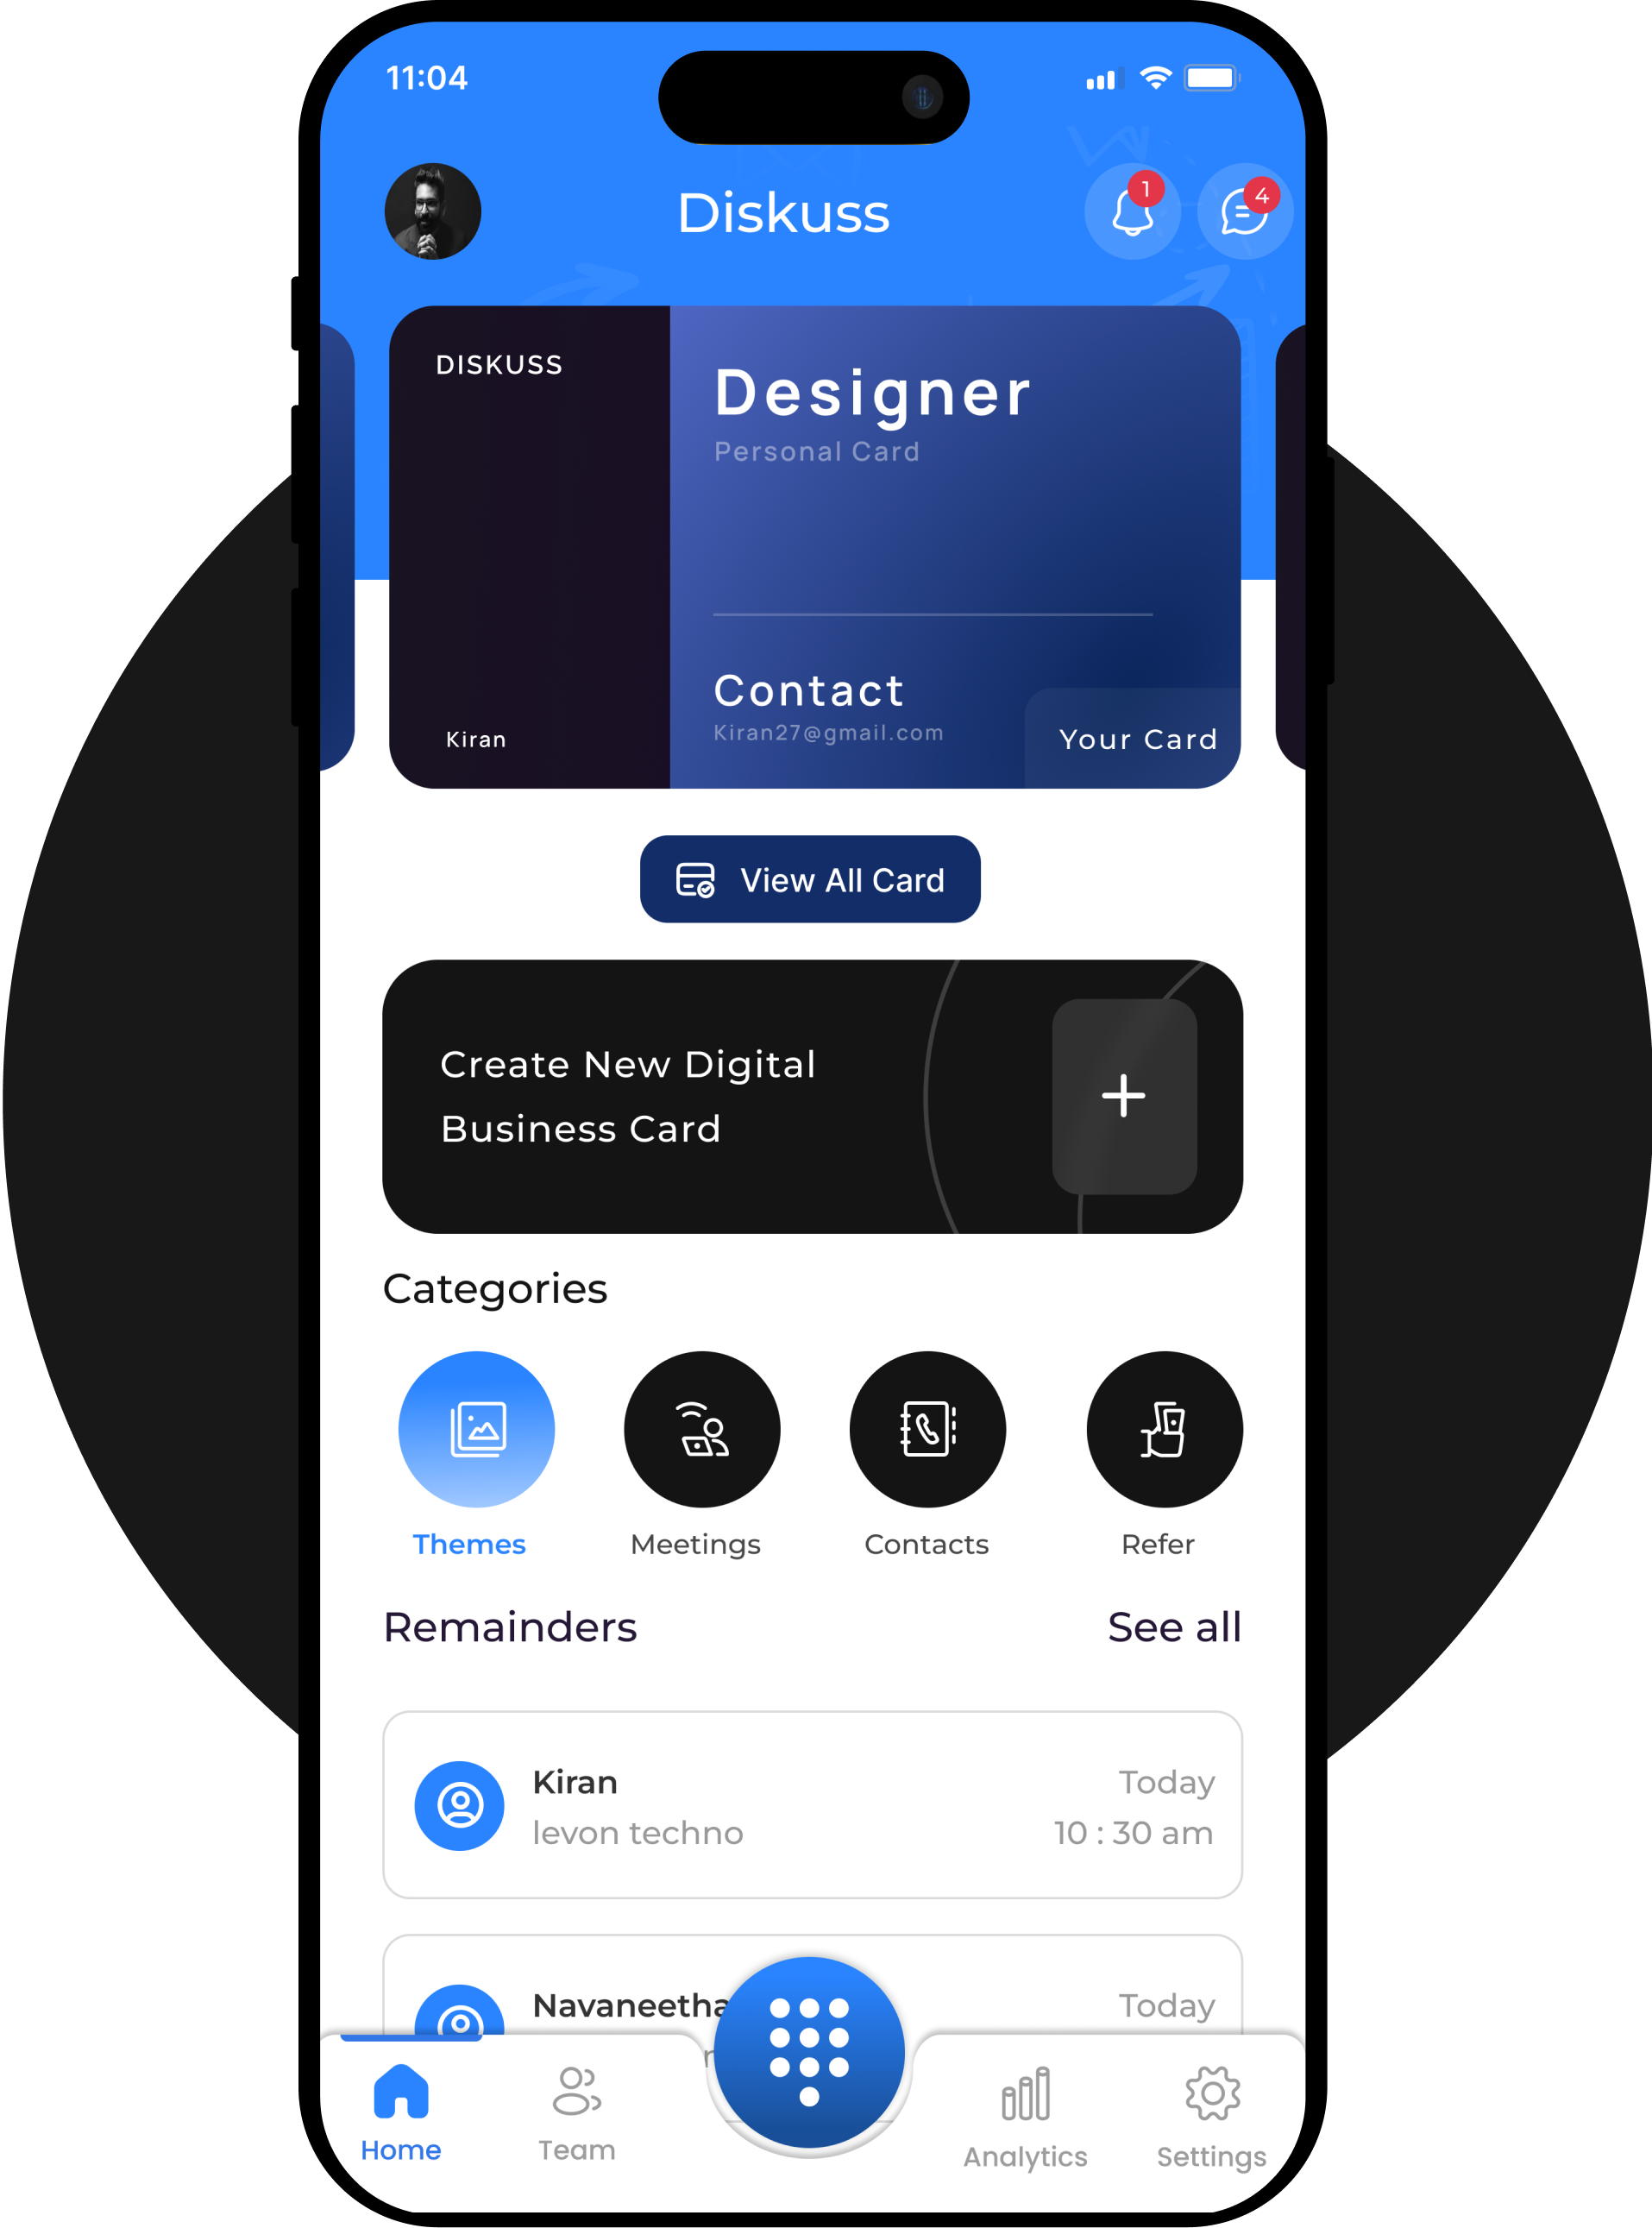 11:04
Diskuss
1
4
DISKUSS
Designer
Personal Card
Contact
Kiran27@gmail.com
Kiran
Your Card
View All Card
Create New Digital
Business Card
Categories
Themes
Meetings
Contacts
Refer
Remainders
See all
Kiran
Today
levon techno
10 : 30 am
Navaneetha
Today
Home
Team
Analytics
Settings